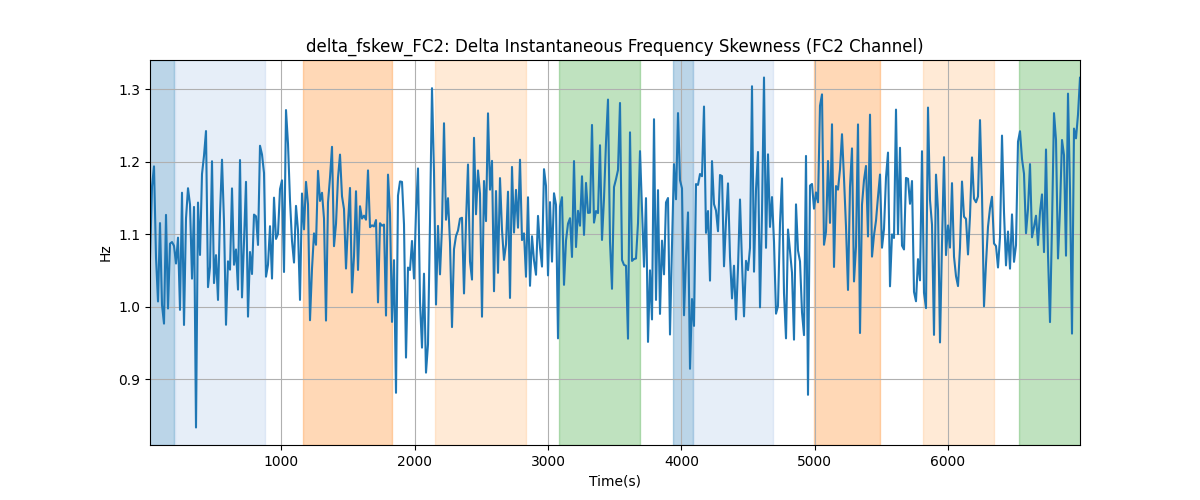 delta_fskew_FC2: Delta Instantaneous Frequency Skewness (FC2 Channel)
1.3
1.2
1.1
1.0
0.9
Hz
1000 2000 3000 4000 5000 6000
Time(s)